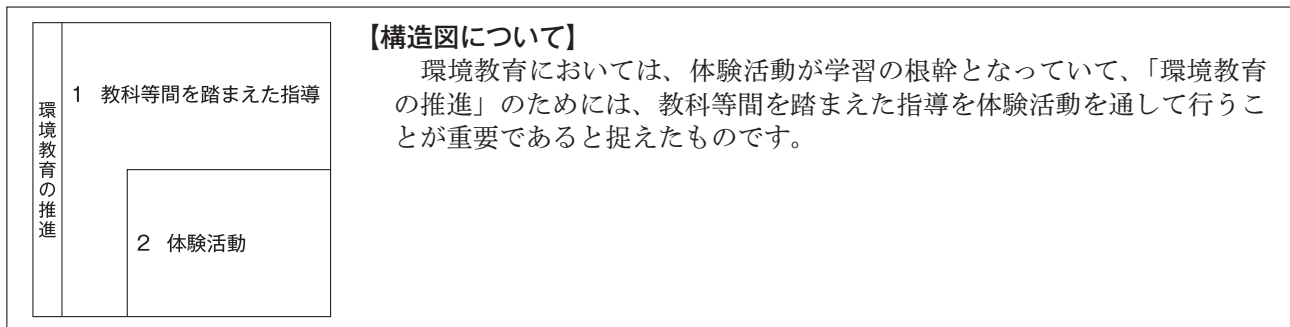 環境教育の推進
1 教科等間を踏まえた指導
2 体験活動
【構造図について】
環境教育においては、体験活動が学習の根幹となっていて、「環境教育
の推進」のためには、教科等間を踏まえた指導を体験活動を通して行うこ
とが重要であると捉えたものです。